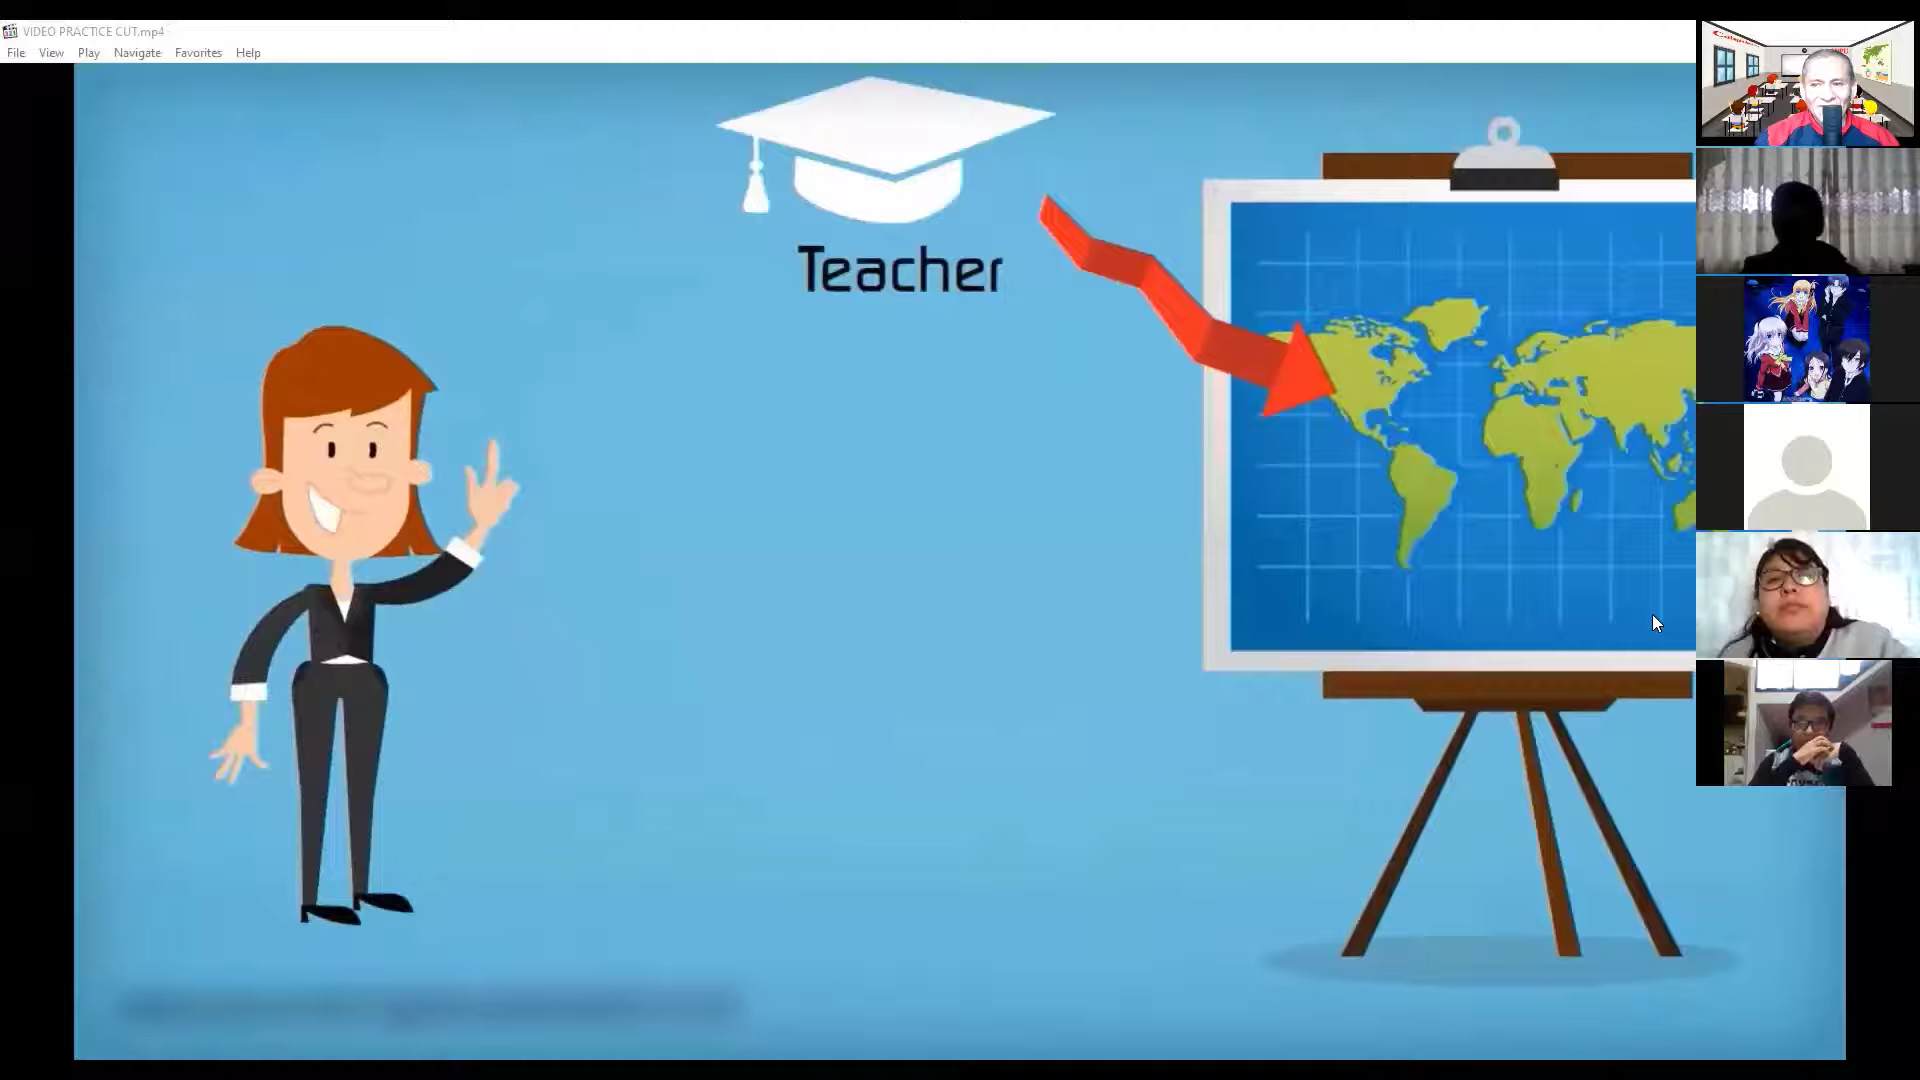 VIDEO PRACTICE CUT.mp4
File View Play Navigate Favorites Help
Teacher